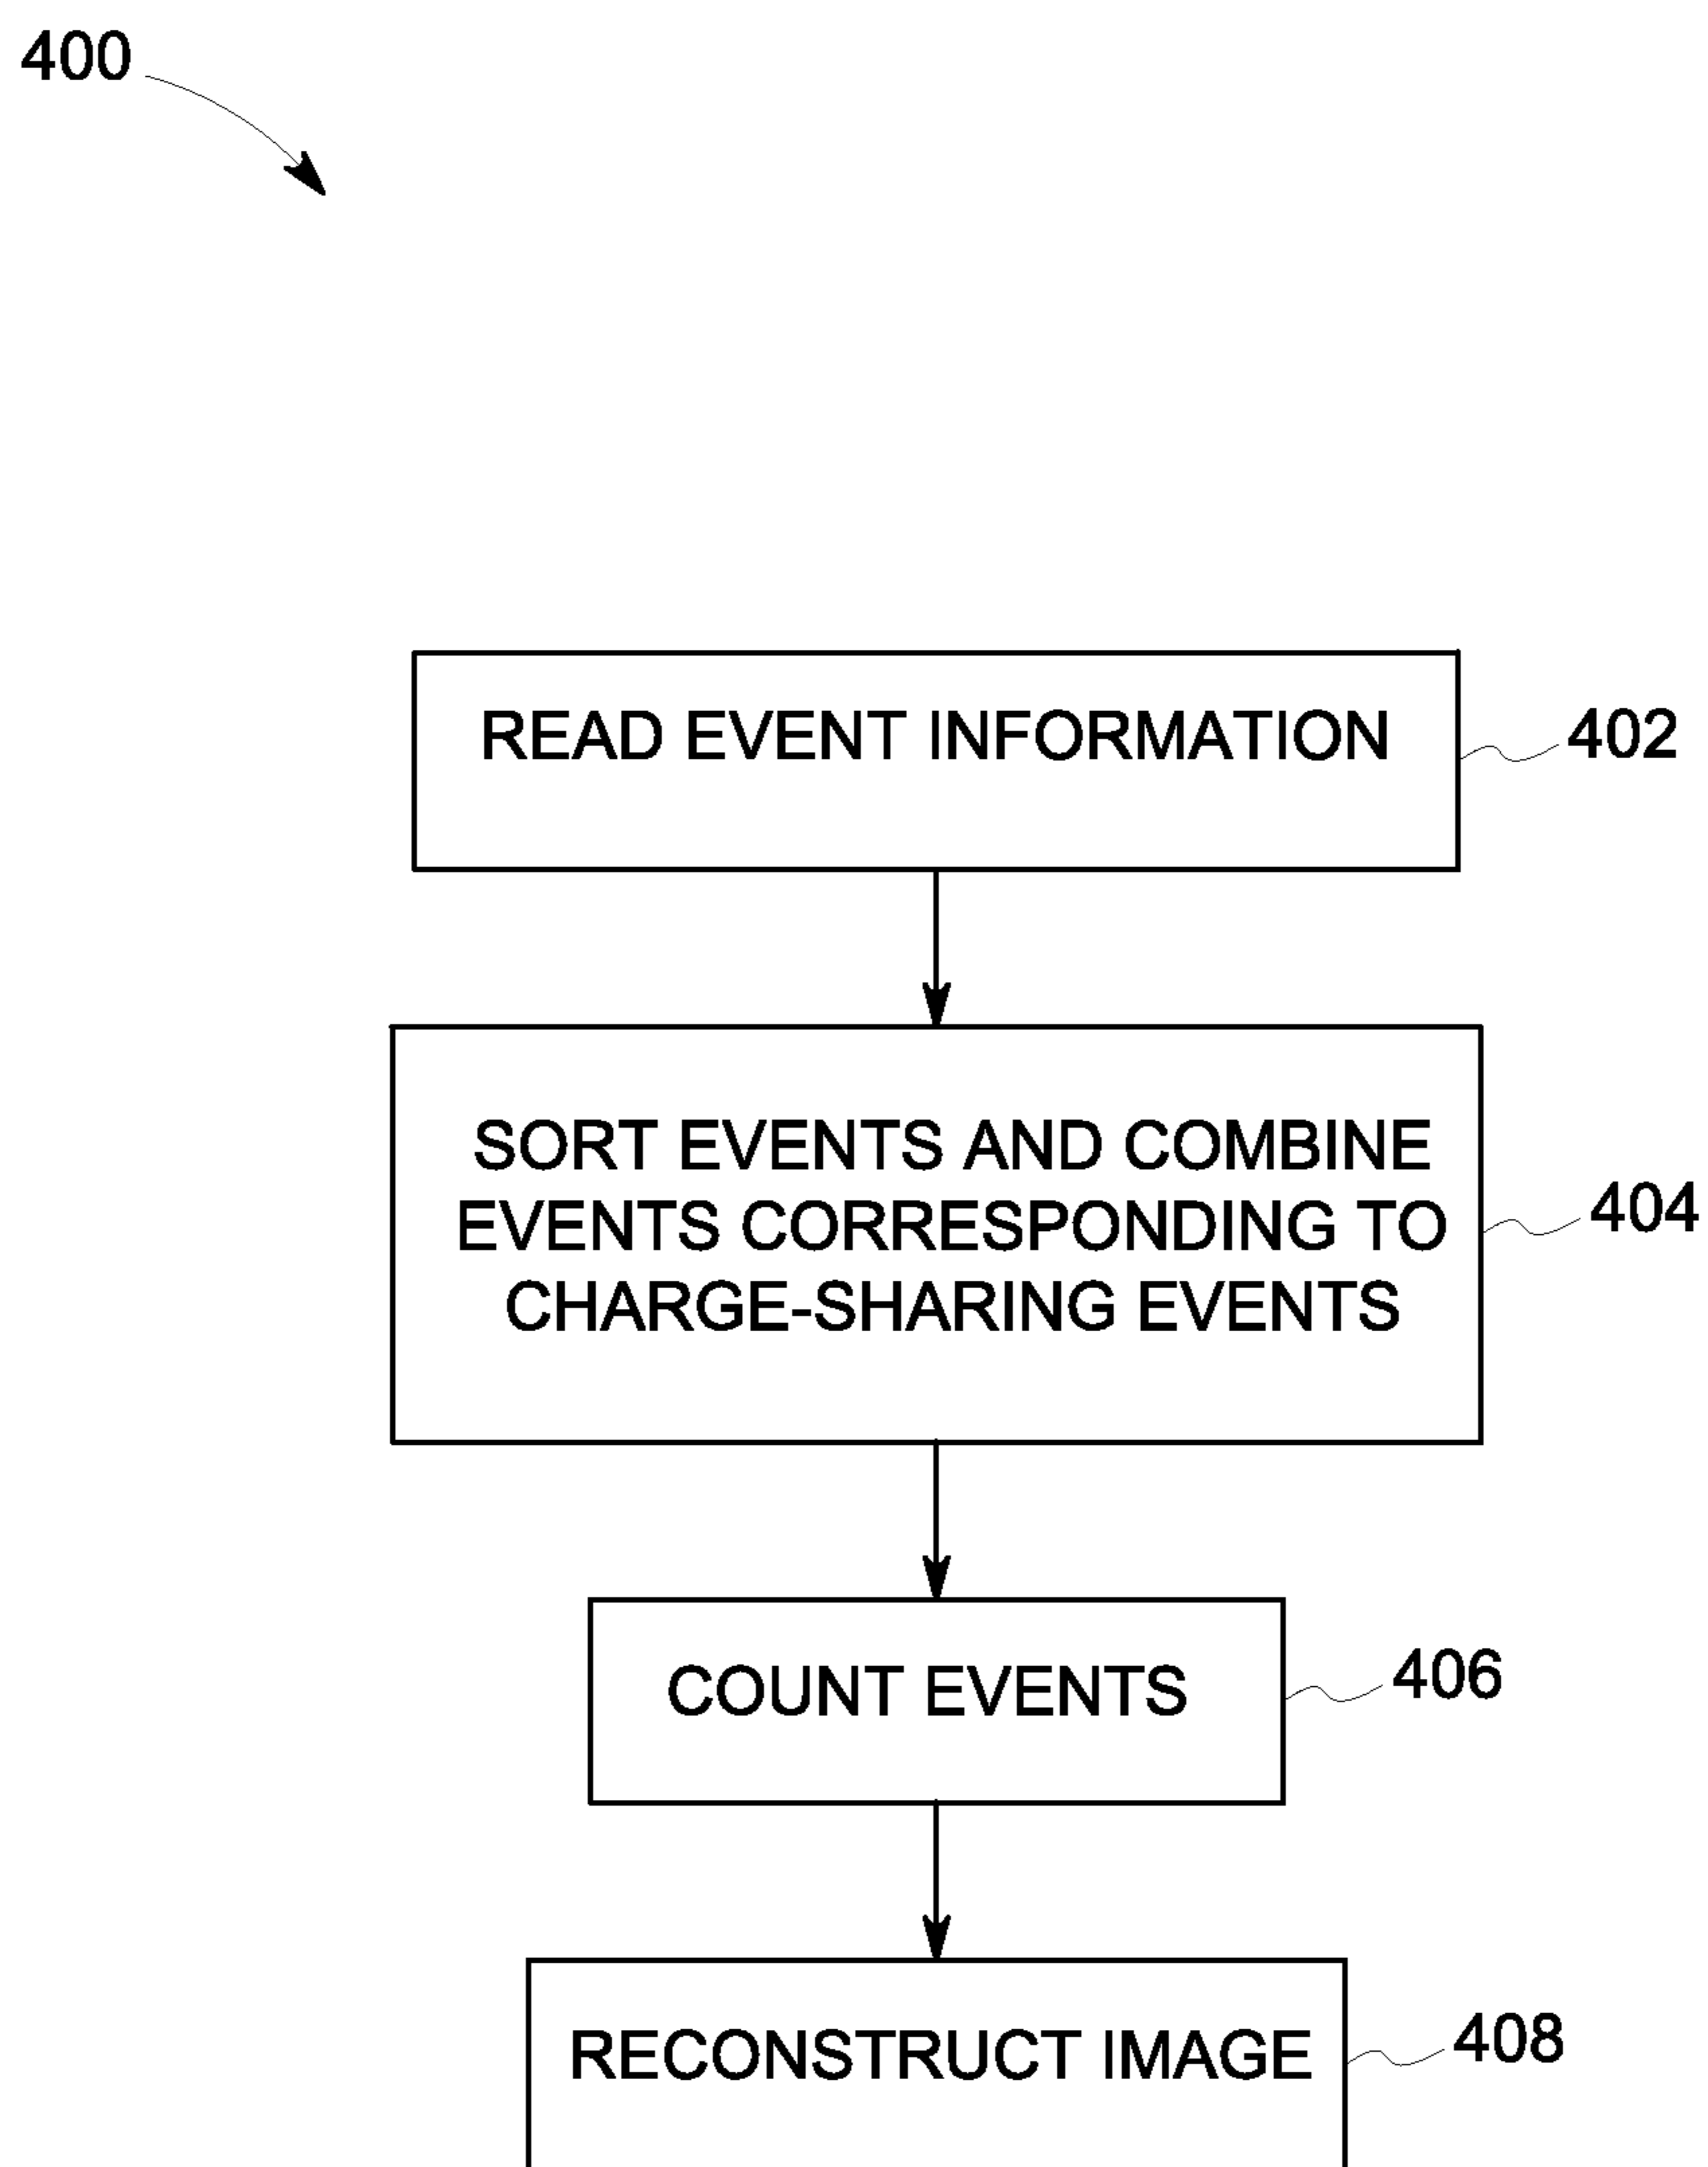 400
READ EVENT INFORMATION
402
SORT EVENTS AND COMBINE
EVENTS CORRESPONDING TO
CHARGE-SHARING EVENTS
404
COUNT EVENTS
406
RECONSTRUCT IMAGE
408